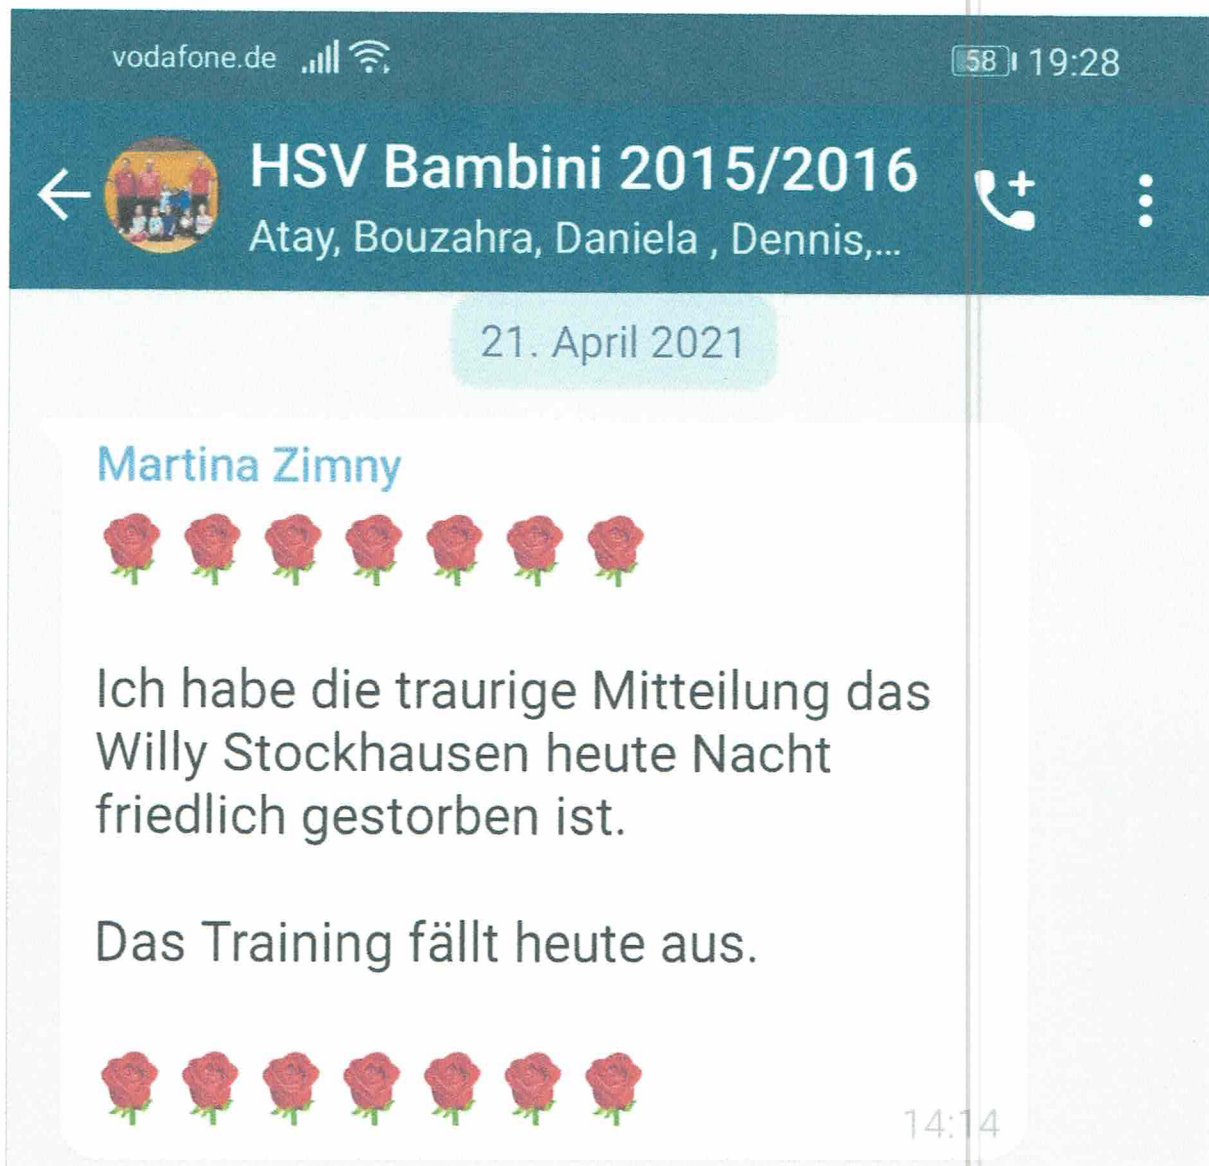 vodafone.de 58 19:28
HSV Bambini 2015/2016
Atay, Bouzahra, Daniela , Dennis,...
21. April 2021
Martina Zimny
🌹🌹🌹🌹🌹🌹🌹
Ich habe die traurige Mitteilung das
Willy Stockhausen heute Nacht
friedlich gestorben ist.
Das Training fällt heute aus.
🌹🌹🌹🌹🌹🌹🌹
14:14